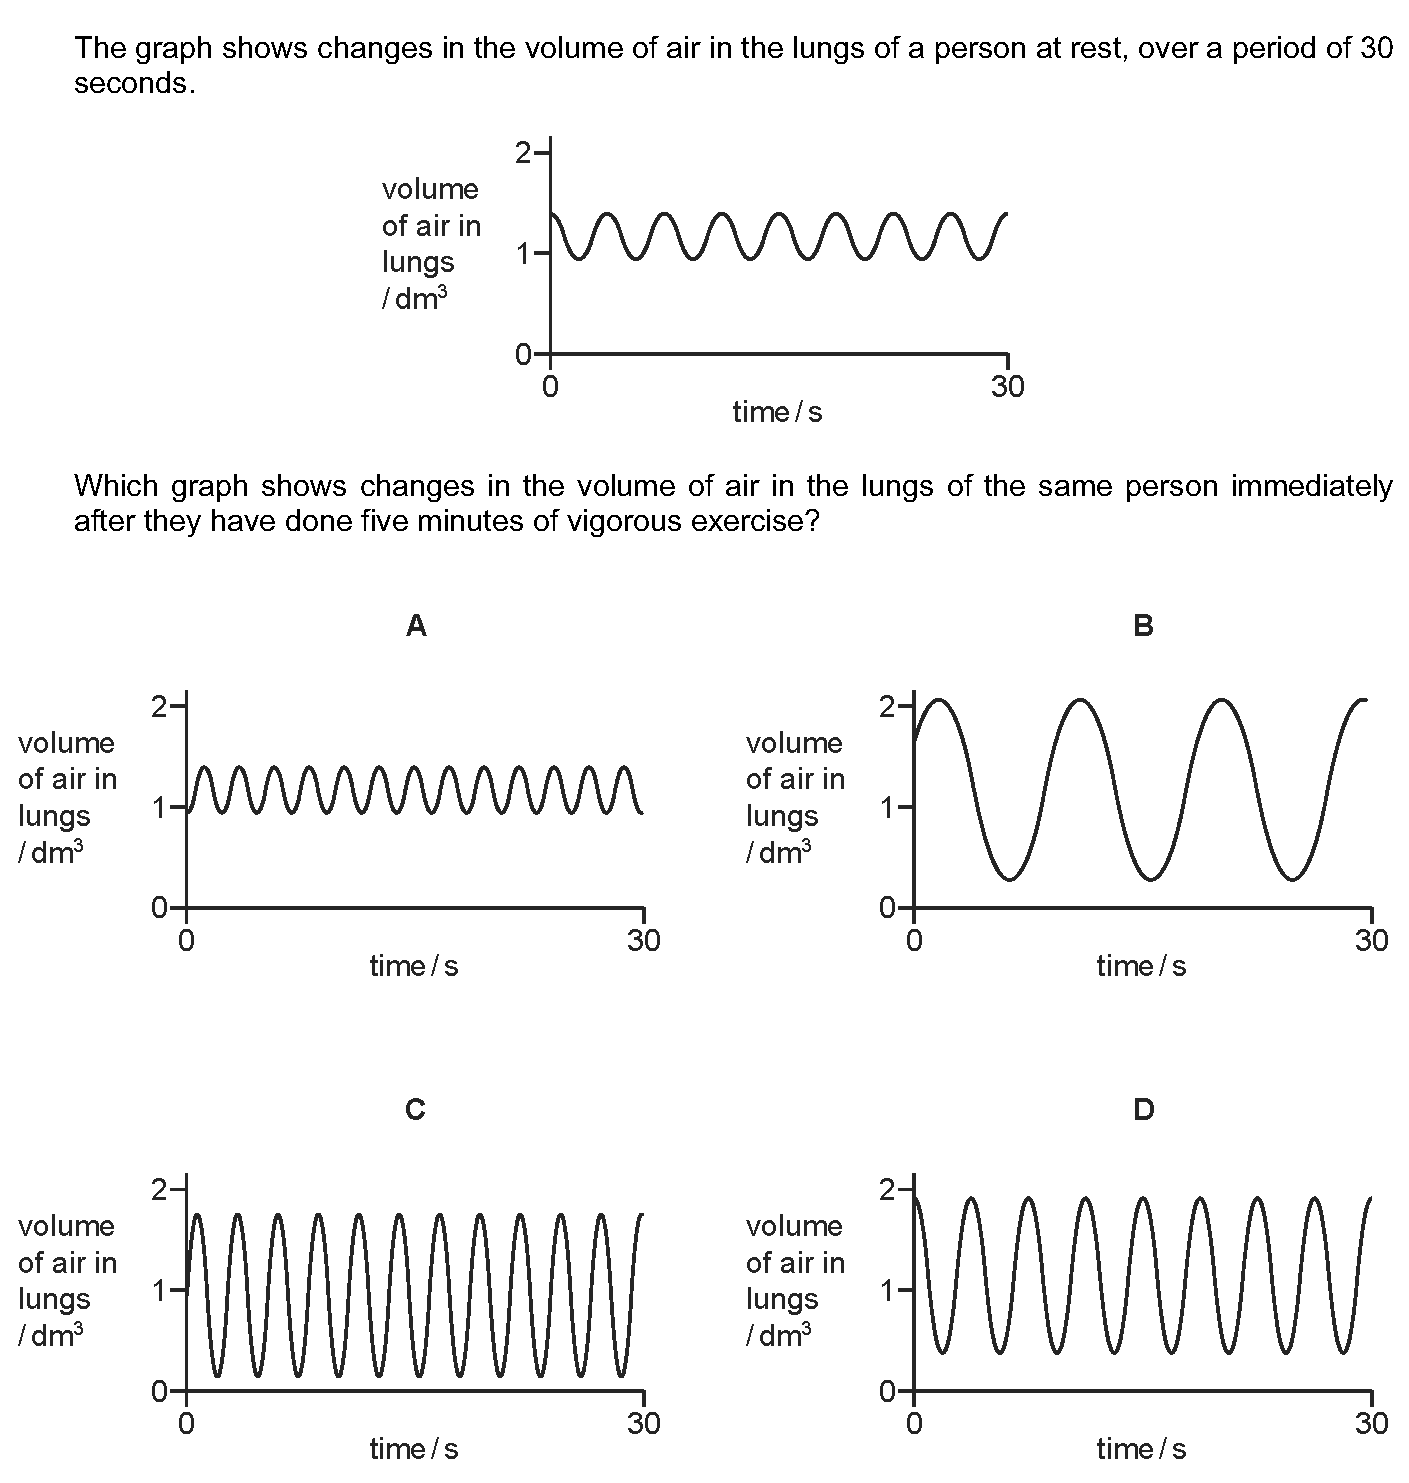 The graph shows changes in the volume of air in the lungs of a person at rest, over a period of 30
seconds.
2
volume
of air in
lungs
/ dm³
1
0
0
30
time / s
Which graph shows changes in the volume of air in the lungs of the same person immediately
after they have done five minutes of vigorous exercise?
A
2
volume
of air in
lungs
/ dm³
1
0
0
30
time / s
B
2
volume
of air in
lungs
/ dm³
1
0
0
30
time / s
C
2
volume
of air in
lungs
/ dm³
1
0
0
30
time / s
D
2
volume
of air in
lungs
/ dm³
1
0
0
30
time / s